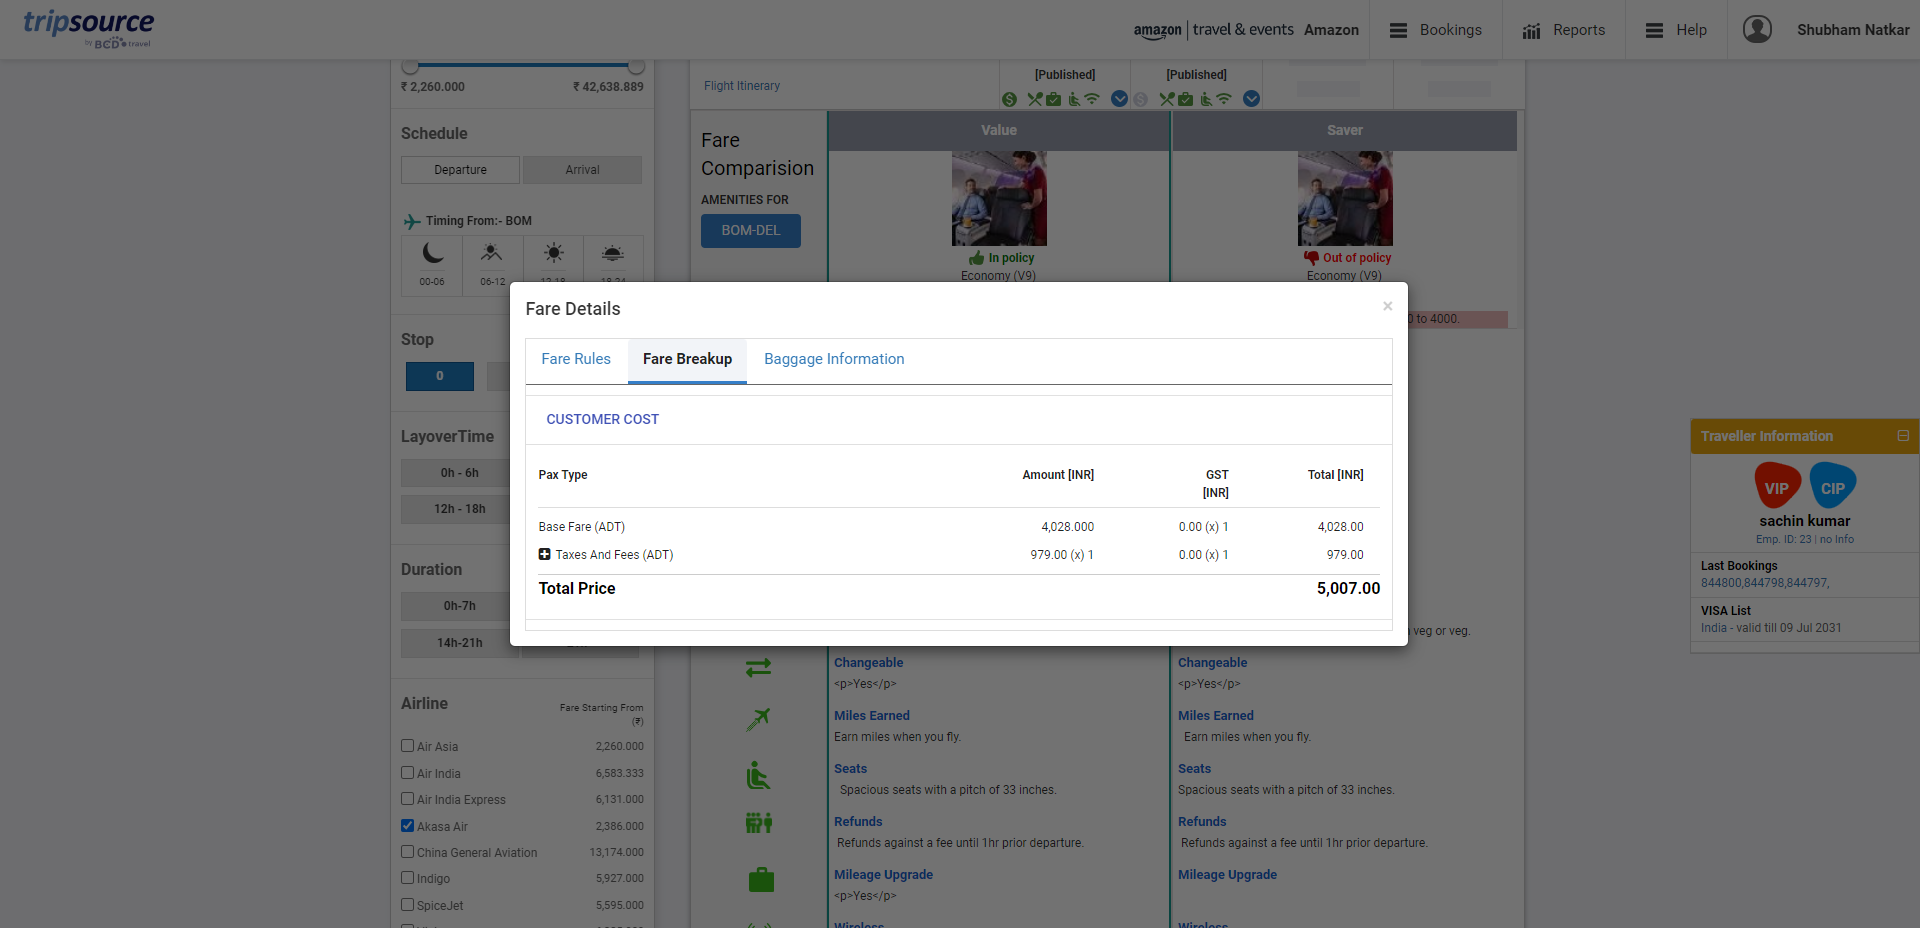 tripsource
by BCD travel
amazon | travel & events Amazon
Bookings
Reports
Help
Shubham Natkar
₹ 2,260.000 ₹ 42,638.889
Schedule
Departure Arrival
Timing From:- BOM
00-06 06-12 12-18 18-24
Stop
0
LayoverTime
0h - 6h
12h - 18h
Duration
0h-7h
14h-21h
Airline Fare Starting From
(₹)
Air Asia 2,260.000
Air India 6,583.333
Air India Express 6,131.000
Akasa Air 2,386.000
China General Aviation 13,174.000
Indigo 5,927.000
SpiceJet 5,595.000
Flight Itinerary
[Published] [Published]
Fare
Comparision
AMENITIES FOR
BOM-DEL
Value Saver
In policy Out of policy
Economy (V9) Economy (V9)
0 to 4000.
Fare Details ×
Fare Rules Fare Breakup Baggage Information
CUSTOMER COST
Pax Type Amount [INR] GST Total [INR]
[INR]
Base Fare (ADT) 4,028.000 0.00 (x) 1 4,028.00
Taxes And Fees (ADT) 979.00 (x) 1 0.00 (x) 1 979.00
Total Price 5,007.00
veg or veg.
Changeable Changeable
<p>Yes</p> <p>Yes</p>
Miles Earned Miles Earned
Earn miles when you fly. Earn miles when you fly.
Seats Seats
Spacious seats with a pitch of 33 inches. Spacious seats with a pitch of 33 inches.
Refunds Refunds
Refunds against a fee until 1hr prior departure. Refunds against a fee until 1hr prior departure.
Mileage Upgrade Mileage Upgrade
<p>Yes</p>
Wireless Wireless
Traveller Information
VIP CIP
sachin kumar
Emp. ID: 23 | no Info
Last Bookings
844800,844798,844797,
VISA List
India - valid till 09 Jul 2031